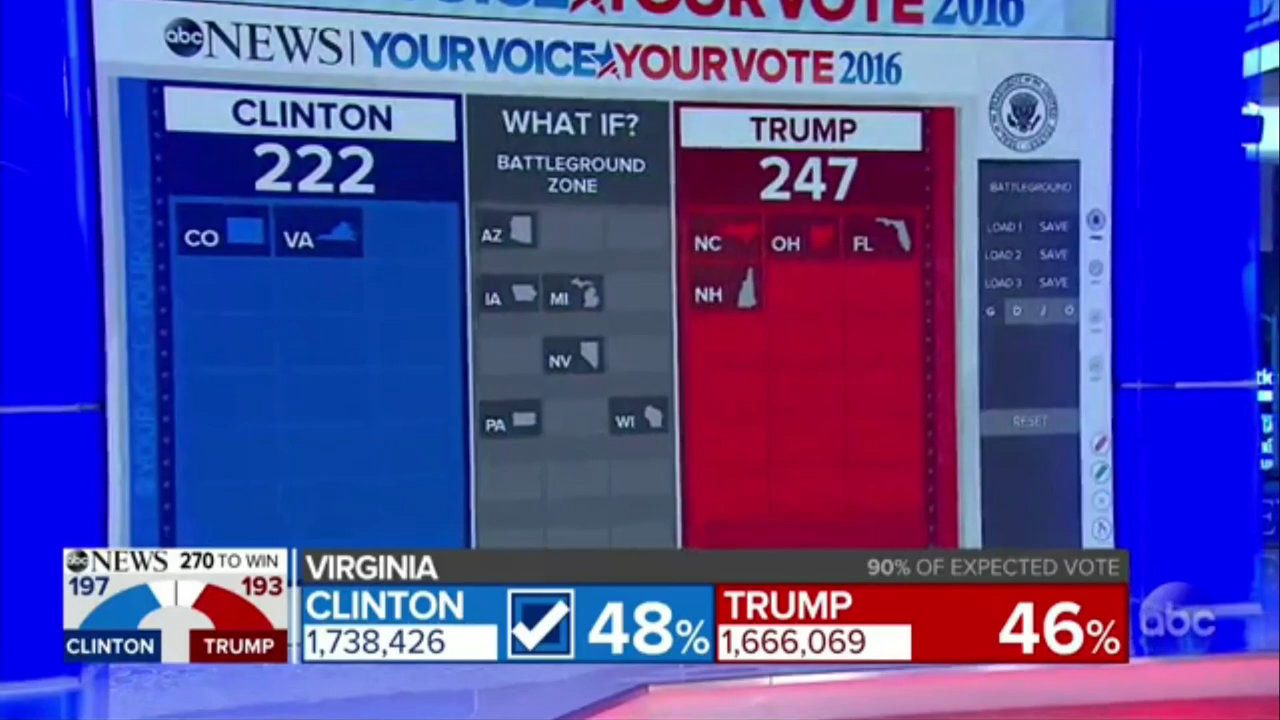 YOUR VOTE 2016
abc NEWS | YOUR VOICE YOUR VOTE 2016
CLINTON
222
CO VA
WHAT IF?
BATTLEGROUND
ZONE
AZ
IA MI
NV
PA WI
TRUMP
247
NC OH FL
NH
BATTLEGROUND
LOAD 1 SAVE
LOAD 2 SAVE
LOAD 3 SAVE
G D / O
RESET
abc NEWS 270 TO WIN
197 193
CLINTON TRUMP
VIRGINIA 90% OF EXPECTED VOTE
CLINTON 48%
1,738,426
TRUMP 46%
1,666,069
abc